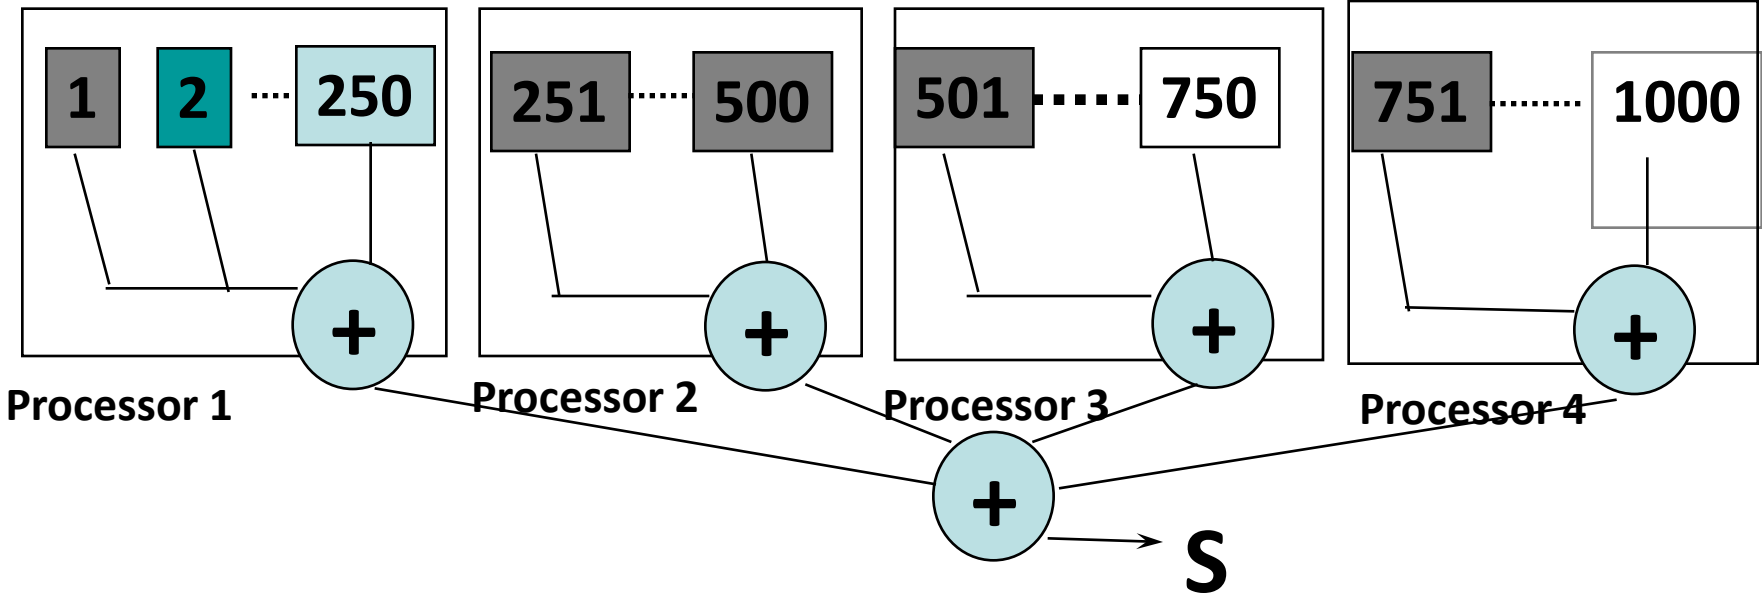 1 2 ..... 250 251 ........ 500 501 ...... 750 751 .......... 1000
+ + + +
Processor 1 Processor 2 Processor 3 Processor 4
+
S